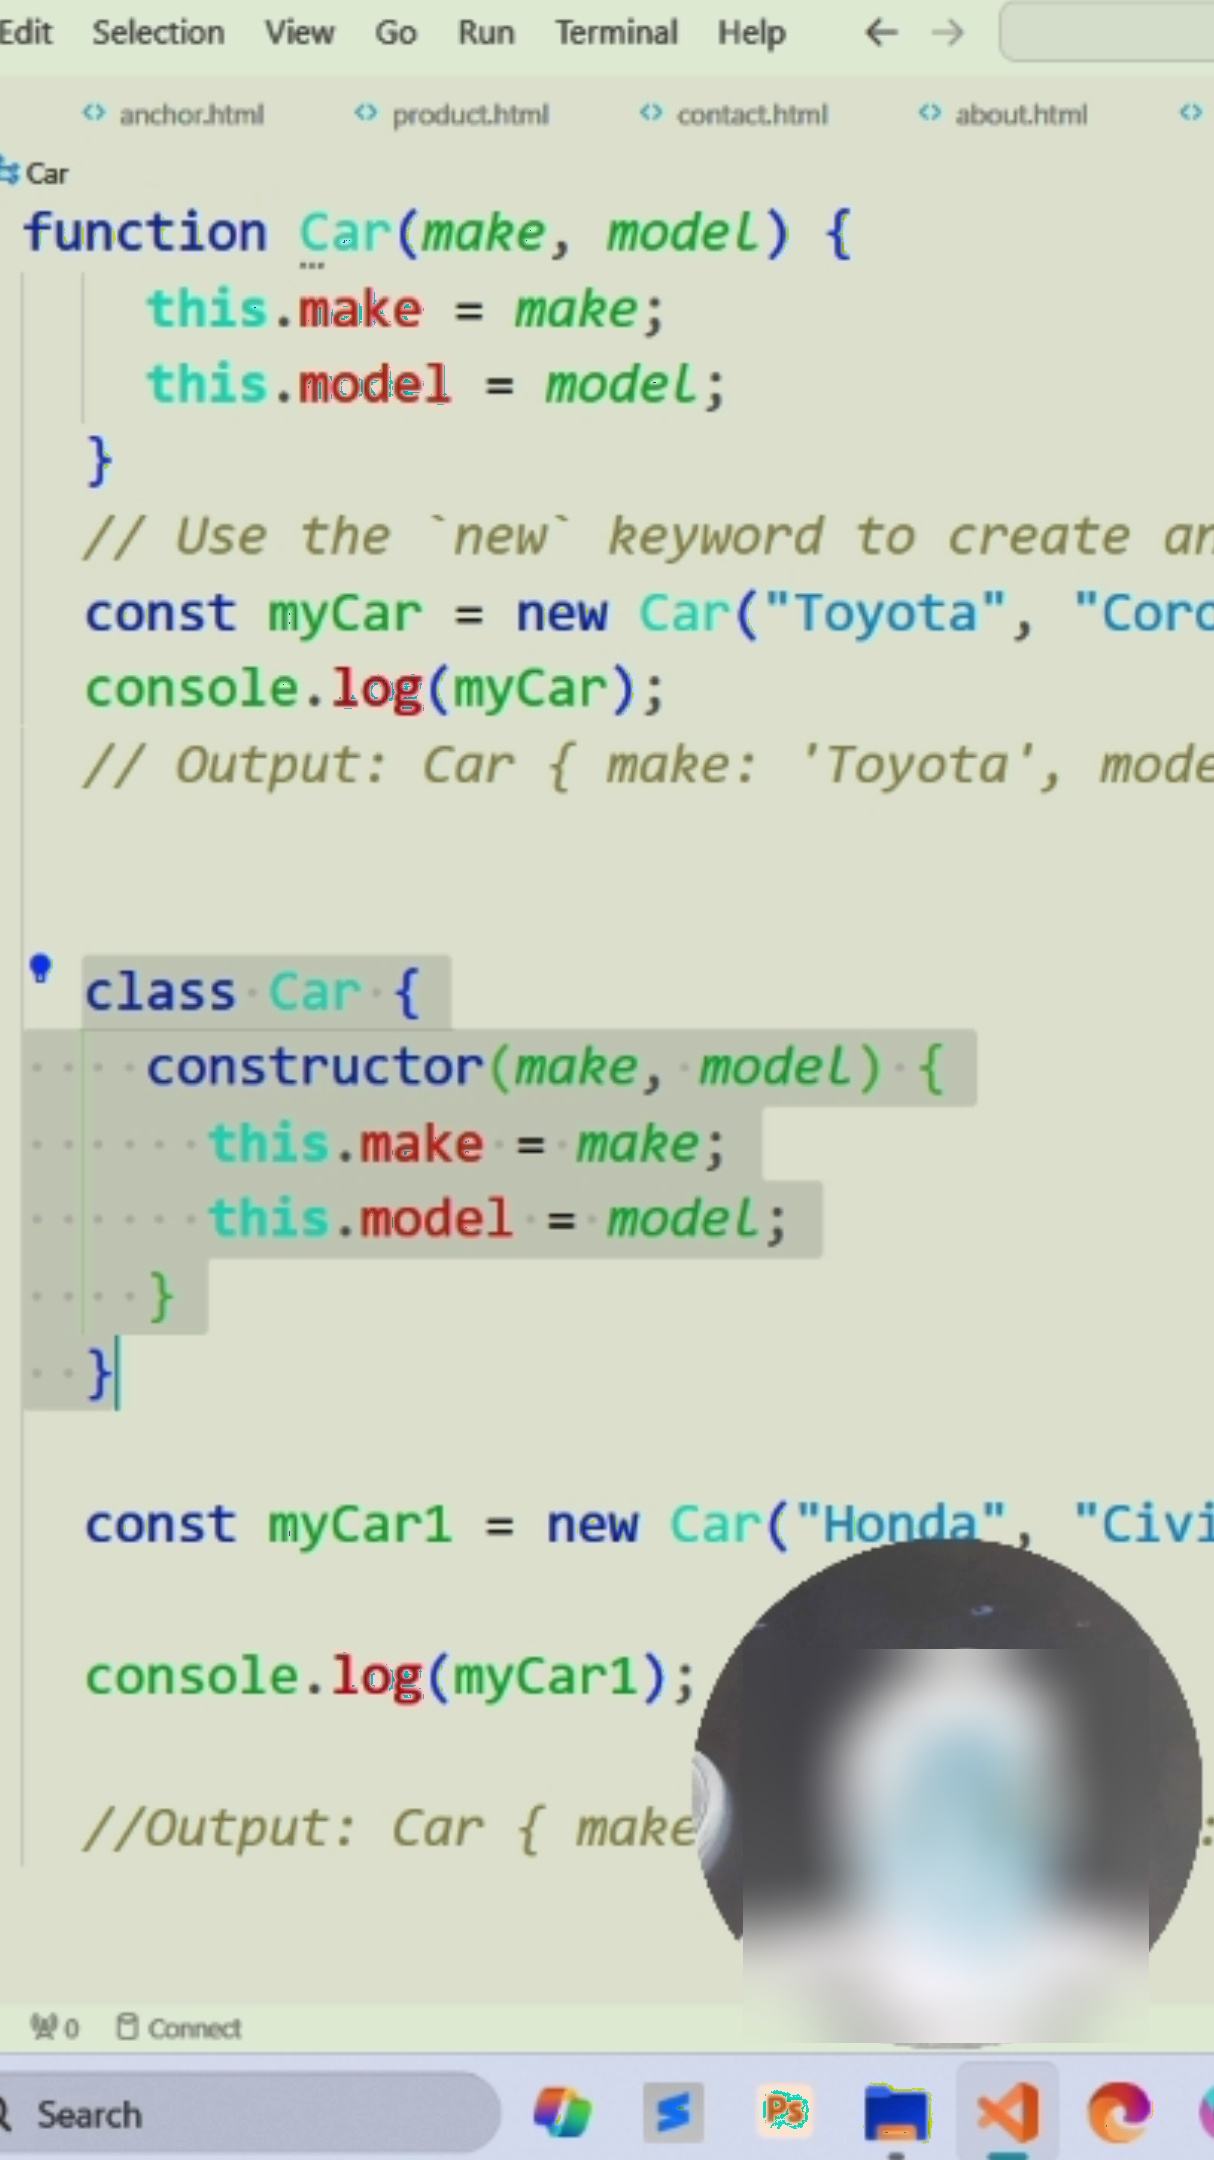 Edit Selection View Go Run Terminal Help
anchor.html product.html contact.html about.html
Car
function Car(make, model) {
this.make = make;
this.model = model;
}
// Use the `new` keyword to create an
const myCar = new Car("Toyota", "Coro
console.log(myCar);
// Output: Car { make: 'Toyota', mode
class Car {
constructor(make, model) {
this.make = make;
this.model = model;
}
}
const myCar1 = new Car("Honda", "Civi
console.log(myCar1);
//Output: Car { make :
0 Connect
Search Ps